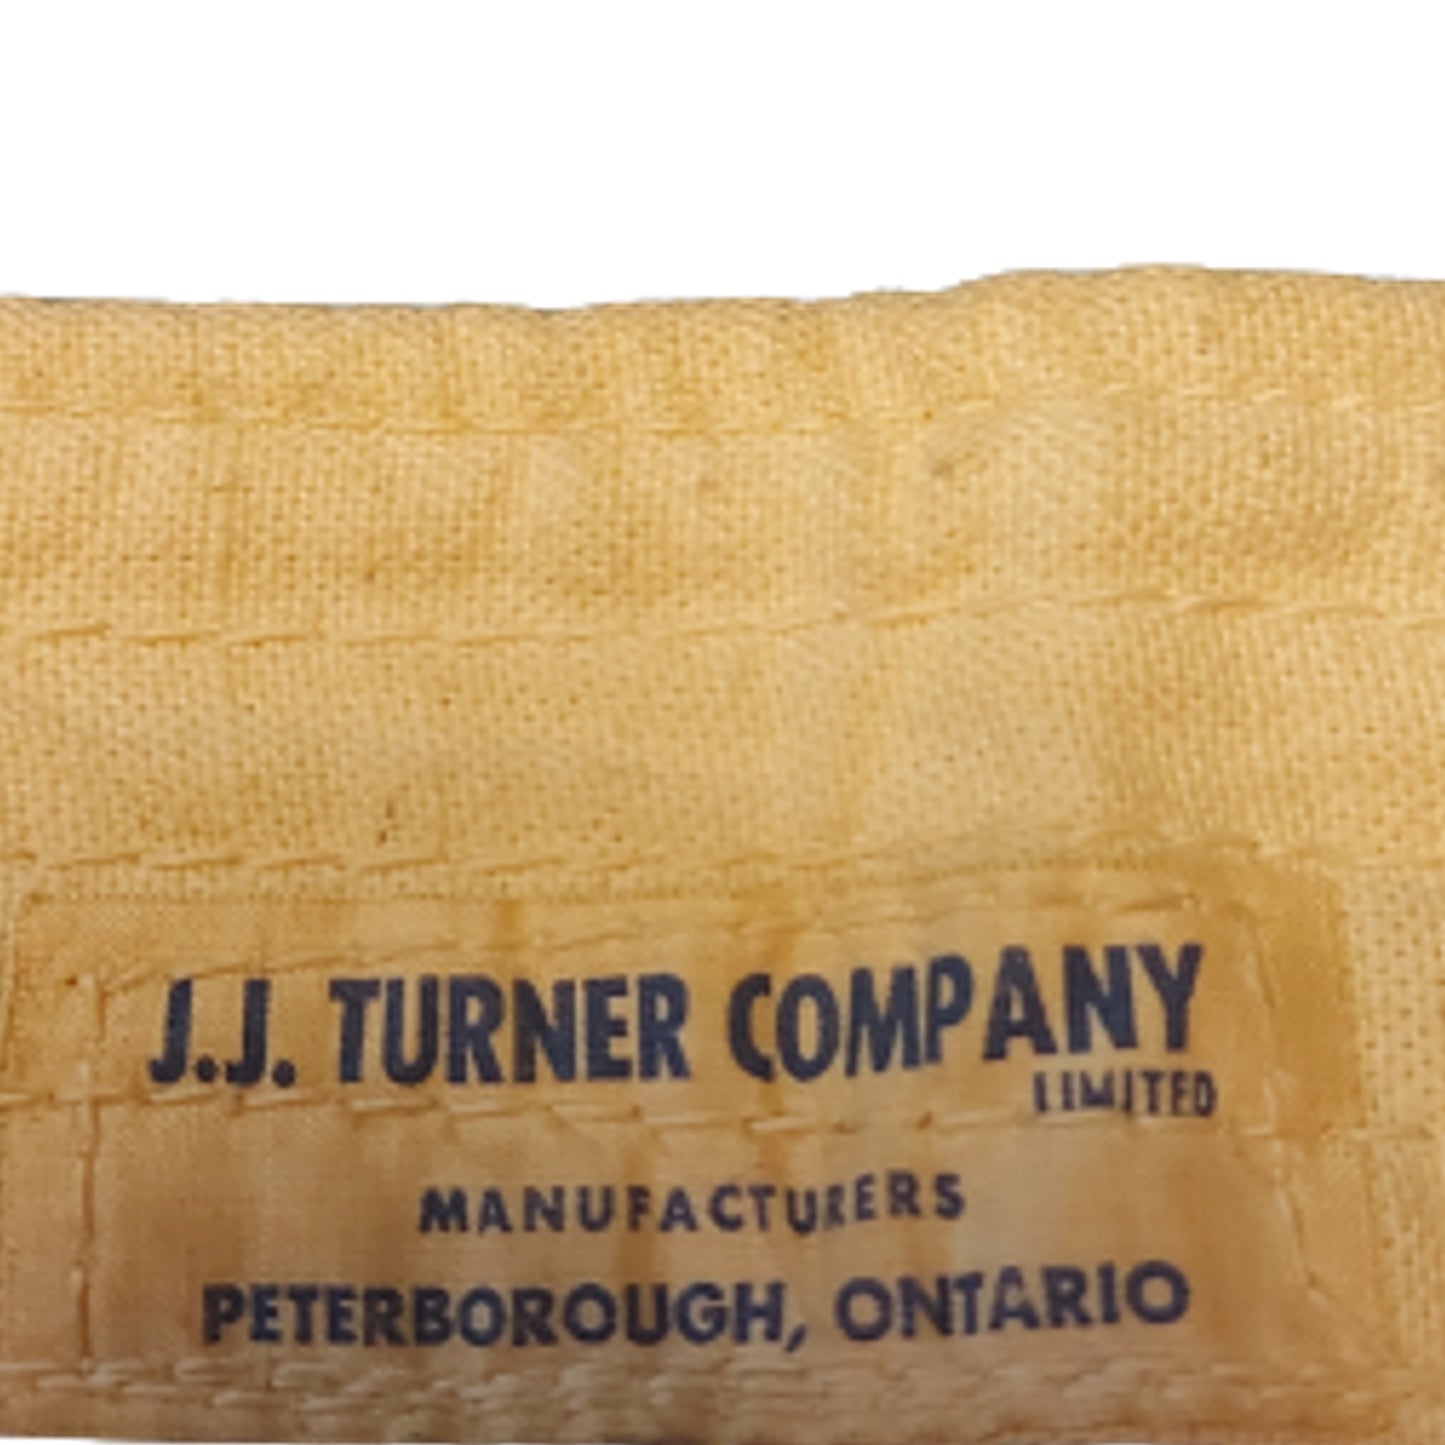 J.J. TURNER COMPANY
LIMITED
MANUFACTURERS
PETERBOROUGH, ONTARIO